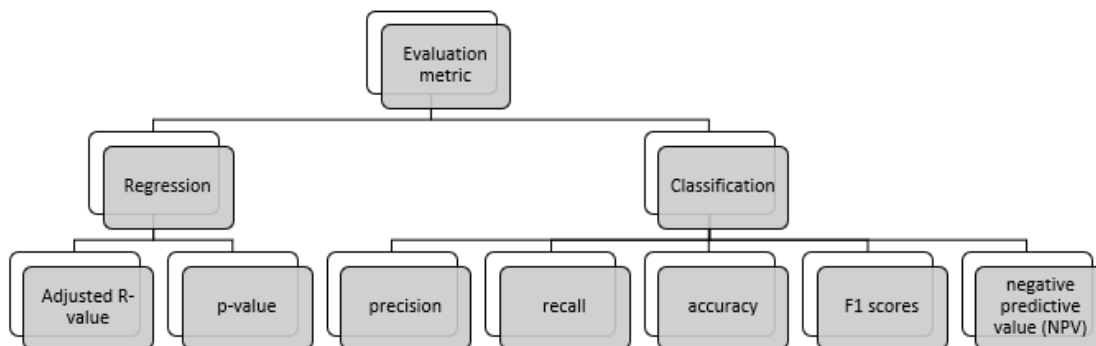 Evaluation
metric
Regression
Classification
Adjusted R-
value
p-value
precision
recall
accuracy
F1 scores
negative
predictive
value (NPV)